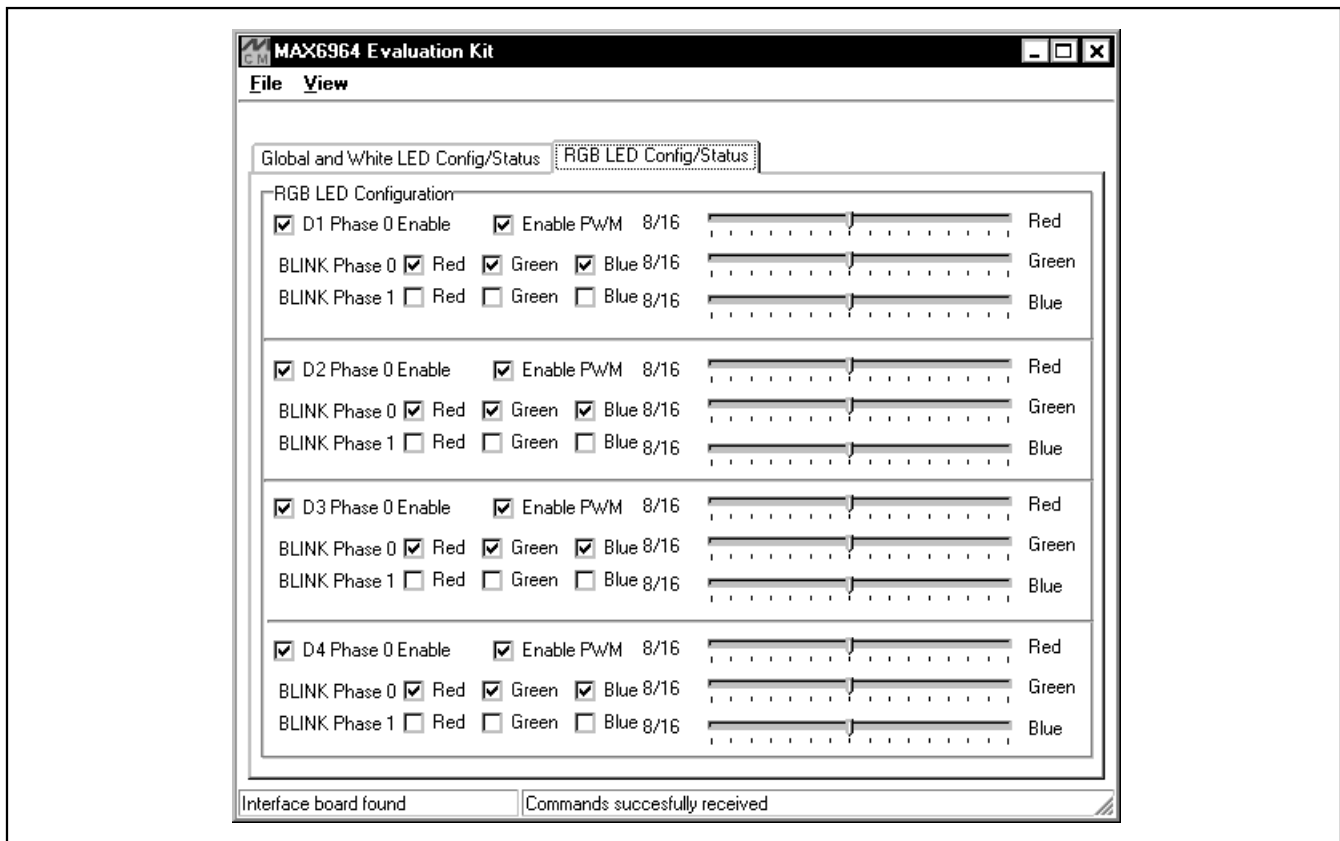 C M MAX6964 Evaluation Kit
File View
Global and White LED Config/Status RGB LED Config/Status
RGB LED Configuration
D1 Phase 0 Enable Enable PWM 8/16 Red
BLINK Phase 0 Red Green Blue 8/16 Green
BLINK Phase 1 Red Green Blue 8/16 Blue
D2 Phase 0 Enable Enable PWM 8/16 Red
BLINK Phase 0 Red Green Blue 8/16 Green
BLINK Phase 1 Red Green Blue 8/16 Blue
D3 Phase 0 Enable Enable PWM 8/16 Red
BLINK Phase 0 Red Green Blue 8/16 Green
BLINK Phase 1 Red Green Blue 8/16 Blue
D4 Phase 0 Enable Enable PWM 8/16 Red
BLINK Phase 0 Red Green Blue 8/16 Green
BLINK Phase 1 Red Green Blue 8/16 Blue
Interface board found Commands succesfully received